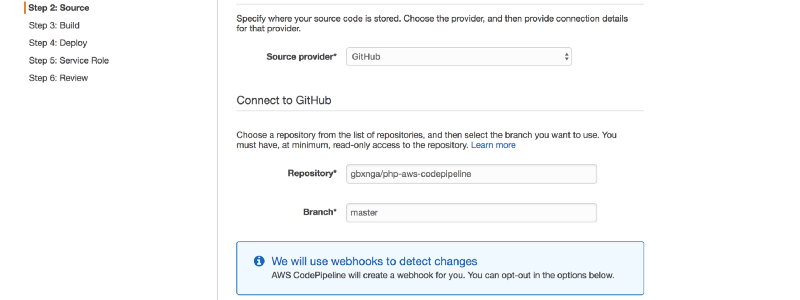 Step 2: Source
Step 3: Build
Step 4: Deploy
Step 5: Service Role
Step 6: Review
Specify where your source code is stored. Choose the provider, and then provide connection details
for that provider.
Source provider* GitHub
Connect to GitHub
Choose a repository from the list of repositories, and then select the branch you want to use. You
must have, at minimum, read-only access to the repository. Learn more
Repository* gbxnga/php-aws-codepipeline
Branch* master
We will use webhooks to detect changes
AWS CodePipeline will create a webhook for you. You can opt-out in the options below.